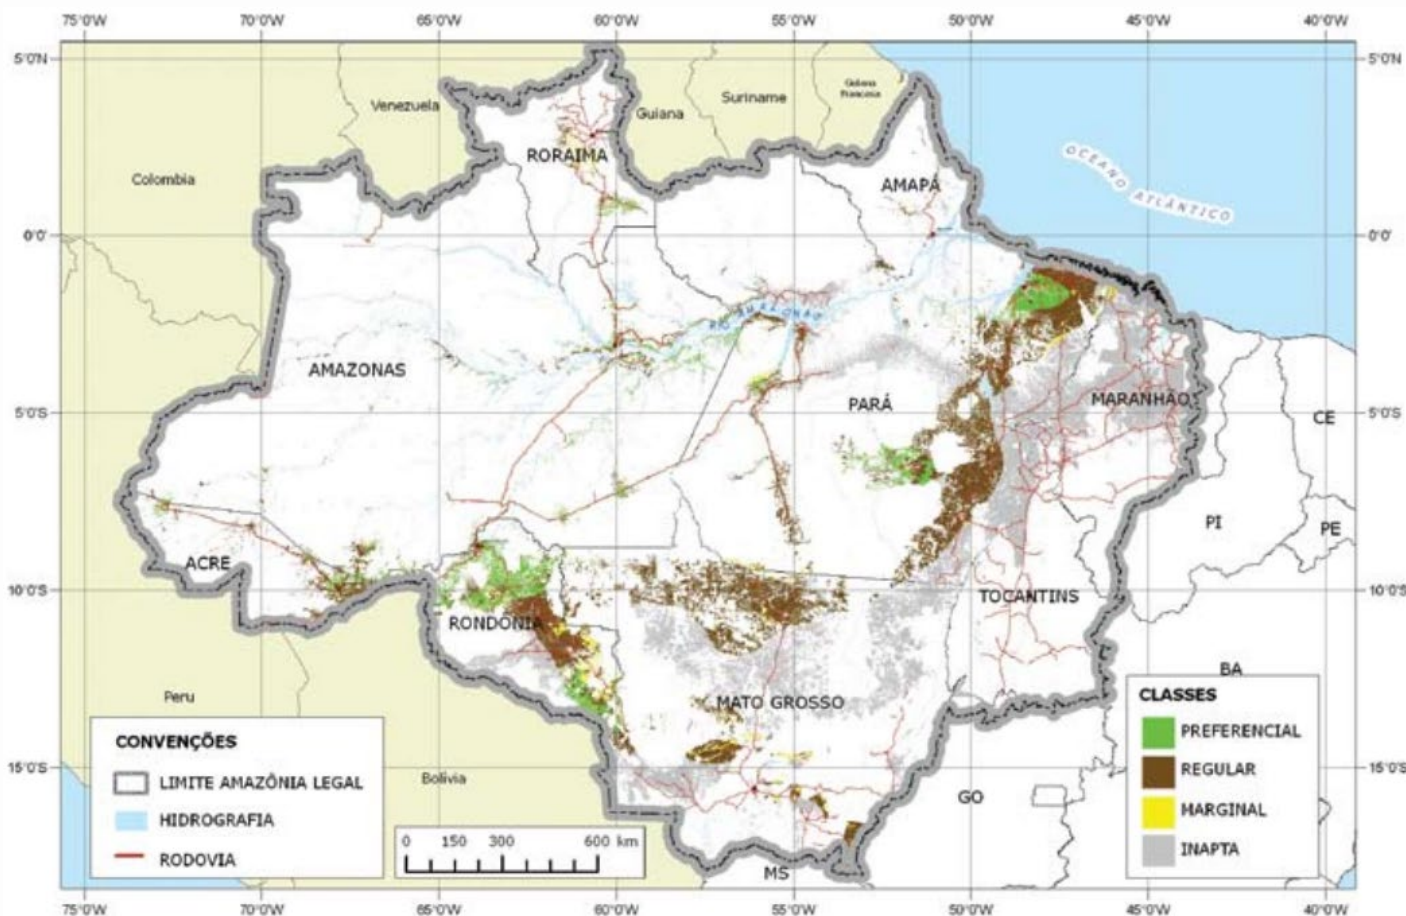 75°0'W 70°0'W 65°0'W 60°0'W 55°0'W 50°0'W 45°0'W 40°0'W
5°0'N 5°0'N
Venezuela
Guiana
Suriname
Guiana
Francesa
Colombia
RORAIMA
AMAPÁ
OCEANO ATLÂNTICO
0°0' 0°0'
RIO AMAZONAS
AMAZONAS
PARÁ
MARANHÃO
CE
5°0'S 5°0'S
PI
PE
ACRE
10°0'S 10°0'S
RONDÔNIA
TOCANTINS
MATO GROSSO
BA
Peru
Bolívia
15°0'S 15°0'S
GO
MS
CONVENÇÕES
LIMITE AMAZÔNIA LEGAL
HIDROGRAFIA
RODOVIA
0 150 300 600 km
CLASSES
PREFERENCIAL
REGULAR
MARGINAL
INAPTA
75°0'W 70°0'W 65°0'W 60°0'W 55°0'W 50°0'W 45°0'W 40°0'W